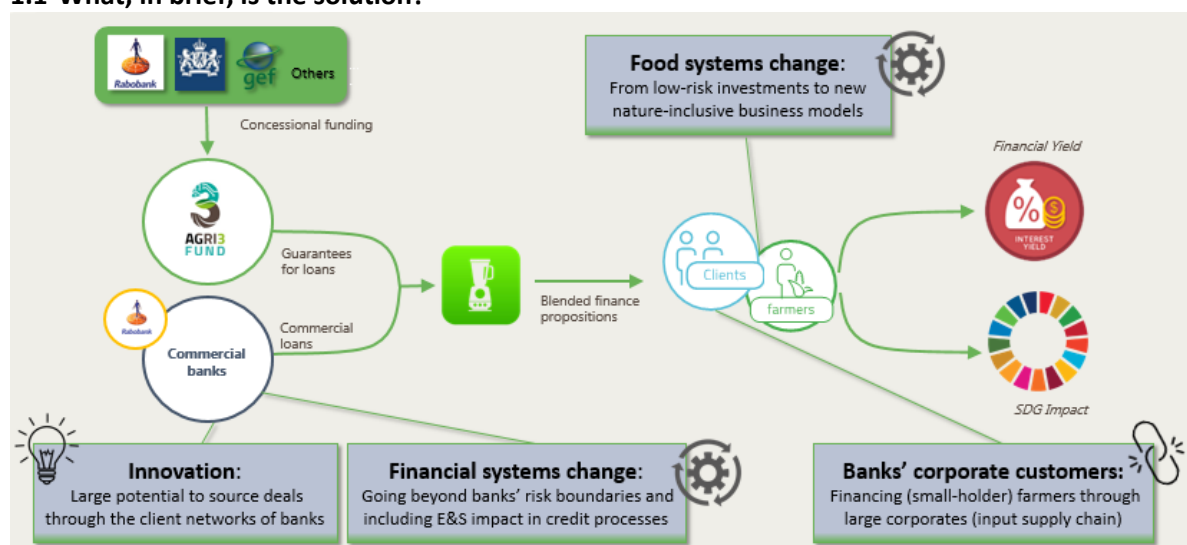 1.1 What, in brief, is the solution?
Rabobank
gef
Others
Concessional funding
Food systems change:
From low-risk investments to new
nature-inclusive business models
Financial Yield
%
$
INTEREST
YIELD
AGRI3
FUND
Guarantees
for loans
Clients
farmers
Blended finance
propositions
Rabobank
Commercial
loans
Commercial
banks
SDG Impact
Innovation:
Large potential to source deals
through the client networks of banks
Financial systems change:
Going beyond banks’ risk boundaries and
including E&S impact in credit processes
Banks’ corporate customers:
Financing (small-holder) farmers through
large corporates (input supply chain)